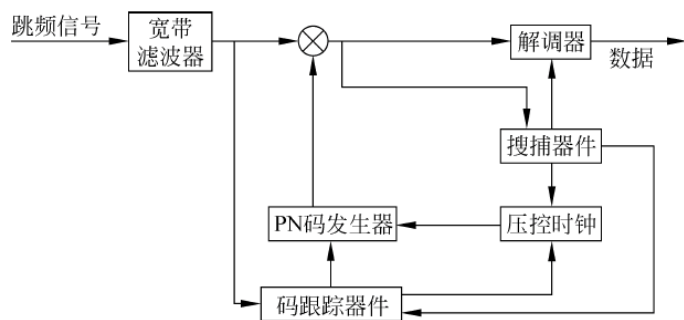 跳频信号
宽带
滤波器
解调器
数据
搜捕器件
PN码发生器
压控时钟
码跟踪器件